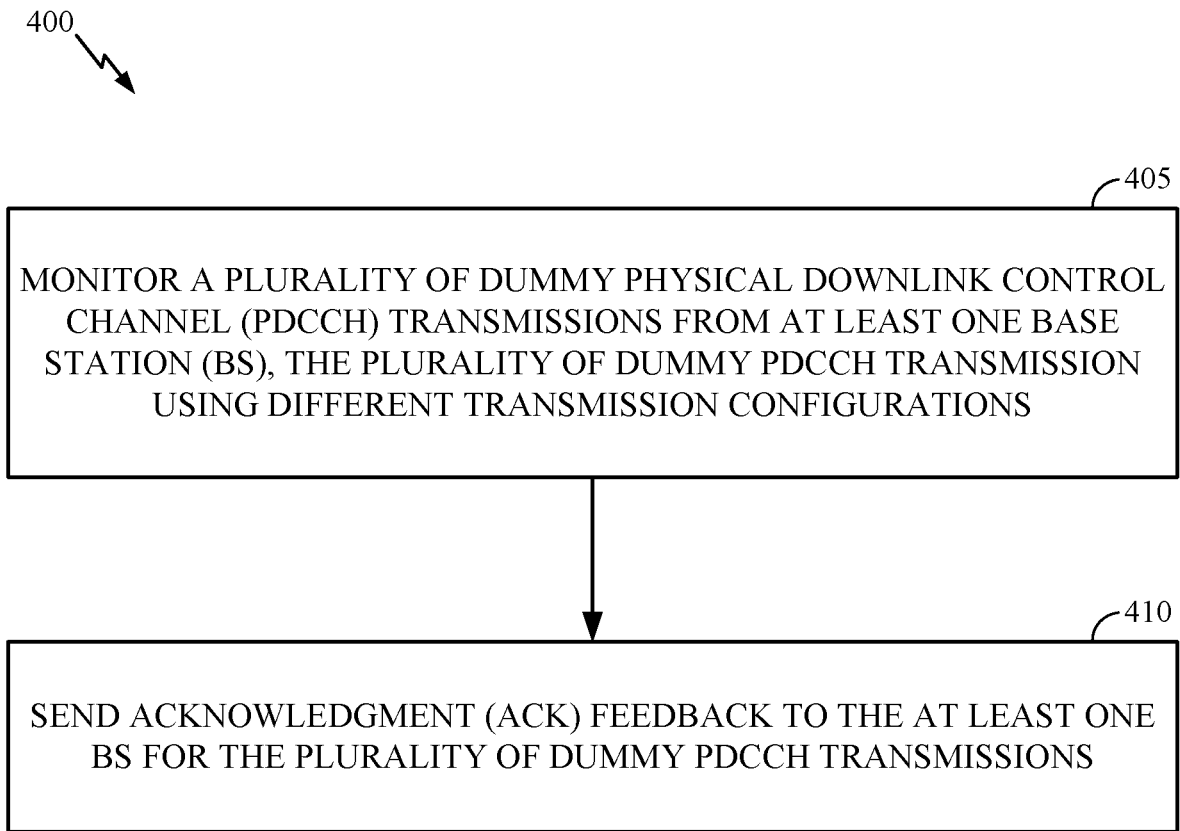 400
405
MONITOR A PLURALITY OF DUMMY PHYSICAL DOWNLINK CONTROL
CHANNEL (PDCCH) TRANSMISSIONS FROM AT LEAST ONE BASE
STATION (BS), THE PLURALITY OF DUMMY PDCCH TRANSMISSION
USING DIFFERENT TRANSMISSION CONFIGURATIONS
410
SEND ACKNOWLEDGMENT (ACK) FEEDBACK TO THE AT LEAST ONE
BS FOR THE PLURALITY OF DUMMY PDCCH TRANSMISSIONS